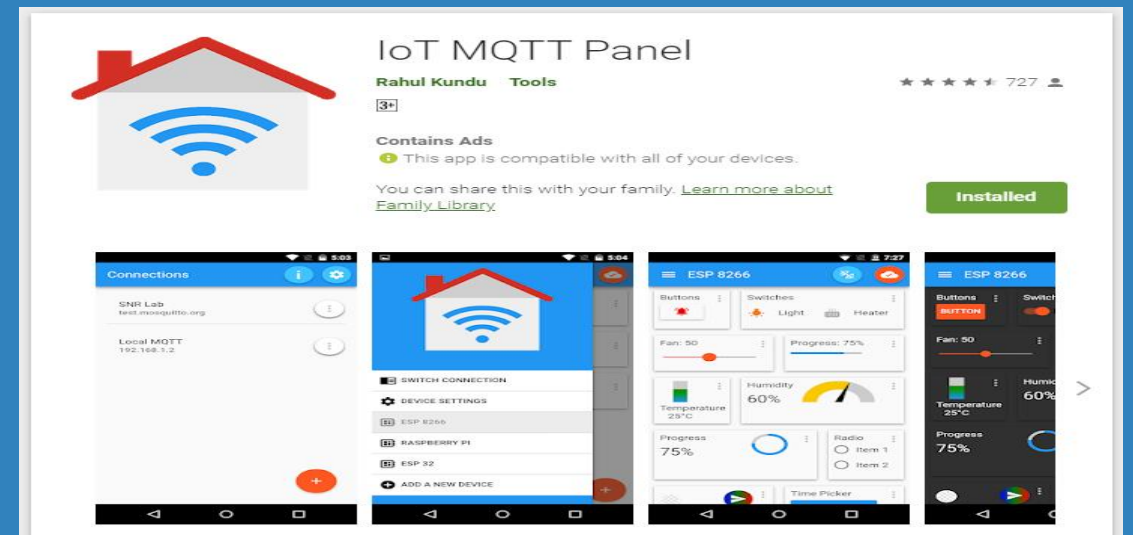 IoT MQTT Panel
Rahul Kundu Tools
727
3+
Contains Ads
This app is compatible with all of your devices.
You can share this with your family. Learn more about
Family Library
Installed
5:03
Connections
SNR Lab
test.mosquitto.org
Local MQTT
192.168.1.2
+
5:04
SWITCH CONNECTION
DEVICE SETTINGS
ESP 8266
RASPBERRY PI
ESP 32
ADD A NEW DEVICE
7:27
ESP 8266
Buttons
Switches
Light
Heater
Fan: 50
Progress: 75%
Temperature
25°C
Humidity
60%
Progress
75%
Radio
Item 1
Item 2
Time Picker
ESP 8266
Buttons
BUTTON
Switch
Fan: 50
Temperature
25°C
Humid
60%
Progress
75%